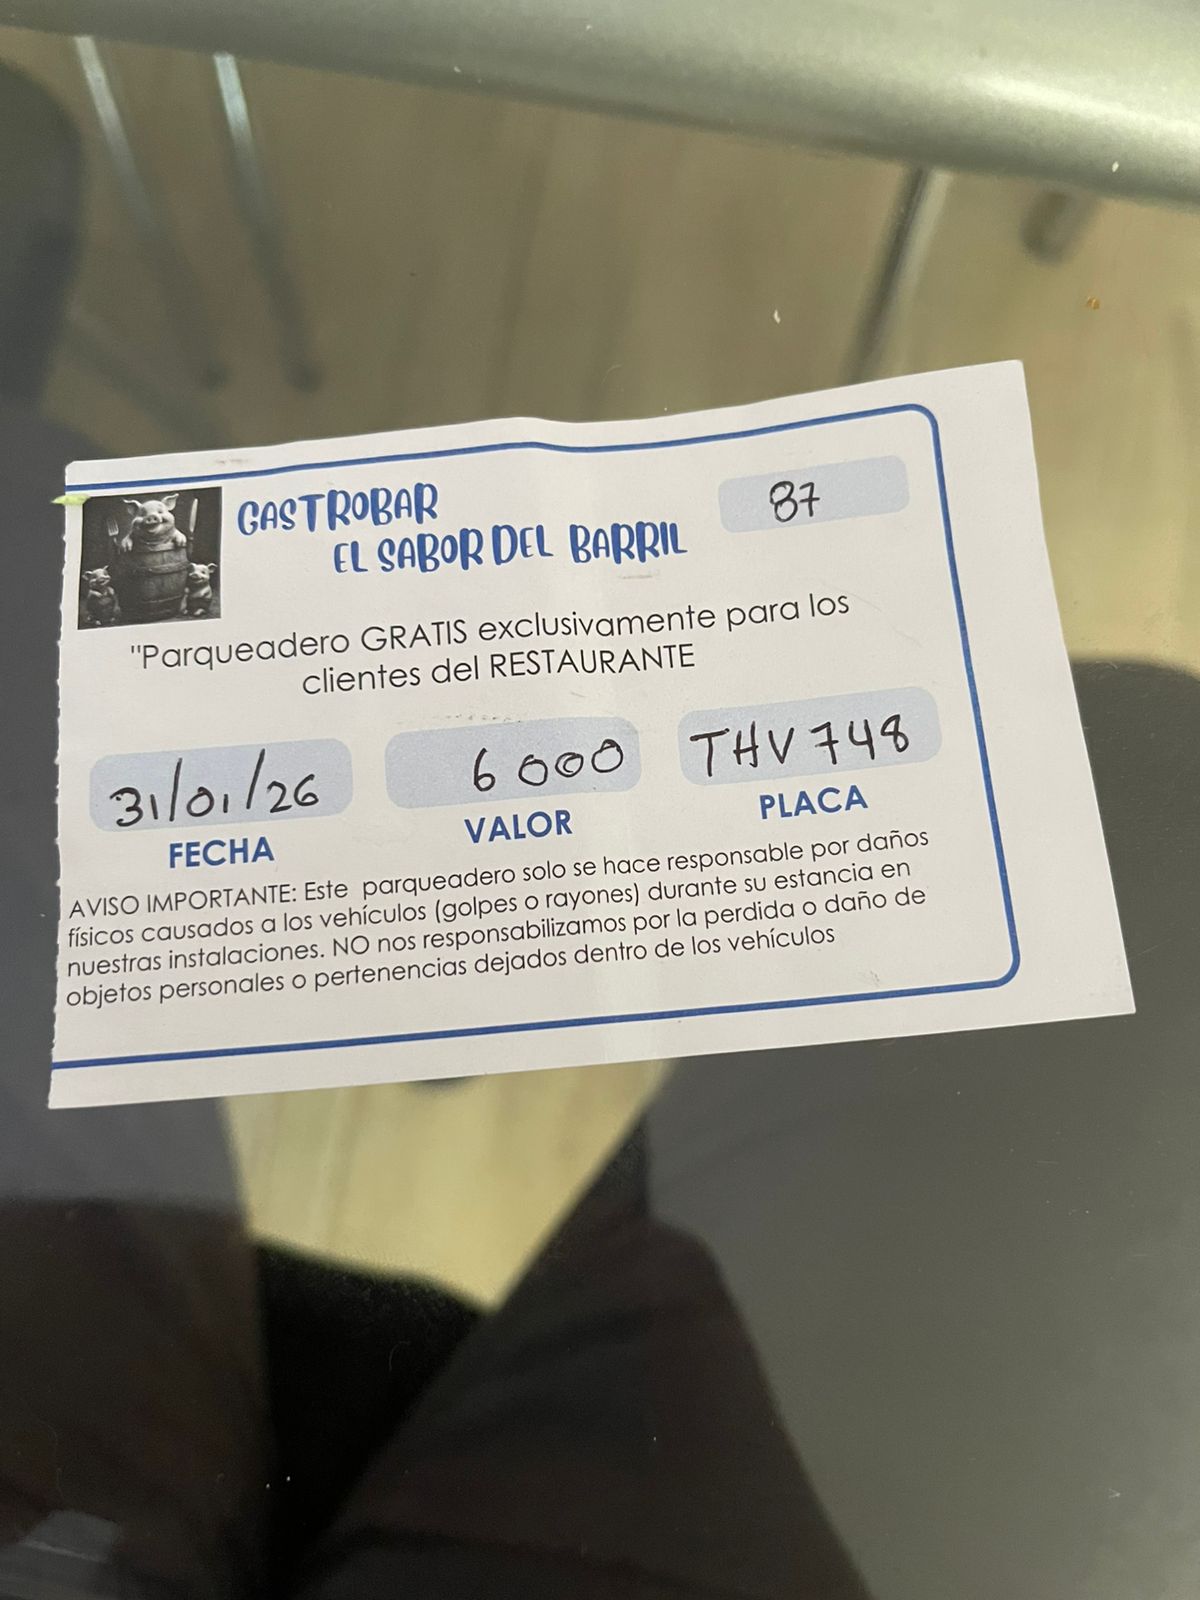 GASTROBAR
EL SABOR DEL BARRIL
87
"Parqueadero GRATIS exclusivamente para los
clientes del RESTAURANTE
31/01/26 6 000 THV 748
FECHA VALOR PLACA
AVISO IMPORTANTE: Este parqueadero solo se hace responsable por daños
físicos causados a los vehículos (golpes o rayones) durante su estancia en
nuestras instalaciones. NO nos responsabilizamos por la perdida o daño de
objetos personales o pertenencias dejados dentro de los vehículos